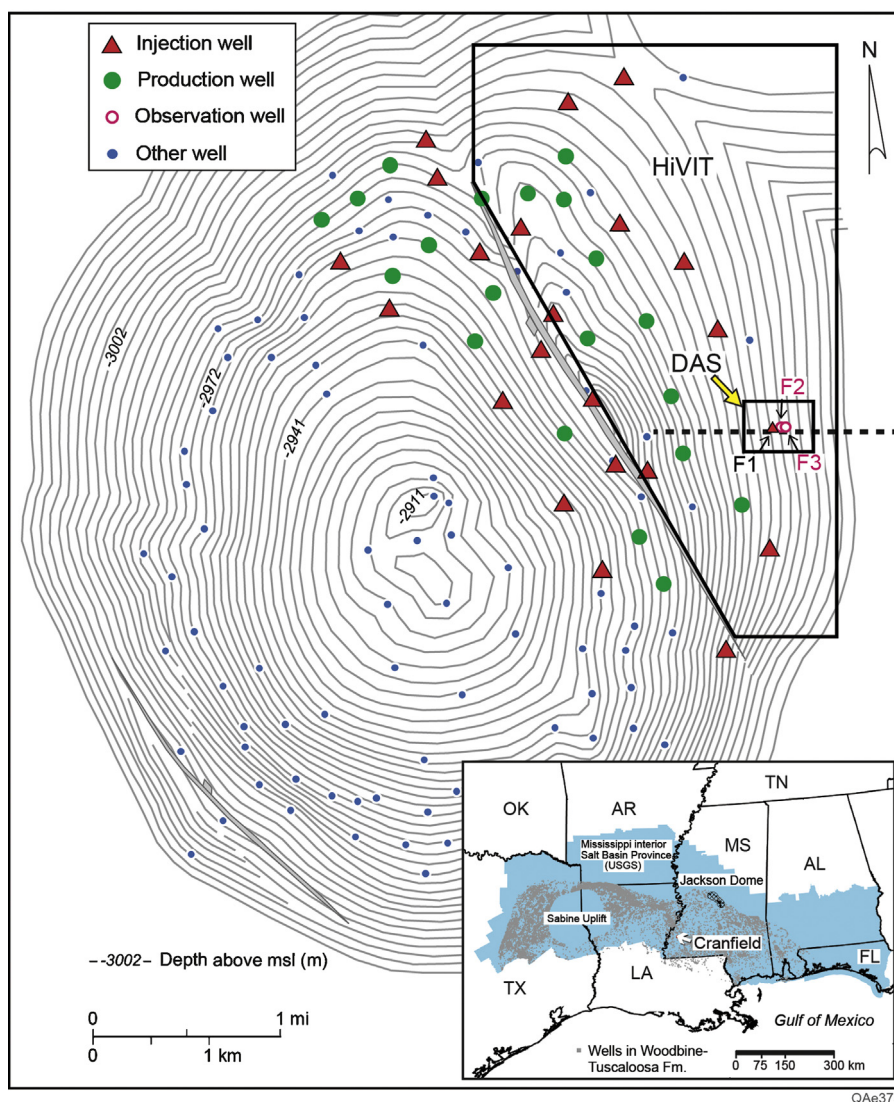 Injection well
Production well
Observation well
Other well
N
HiVIT
DAS
F2
F1
F3
-3002
-2972
-2941
-2911
- -3002- Depth above msl (m)
0 1 mi
0 1 km
TN
OK
AR
Mississippi interior
Salt Basin Province
(USGS)
MS
AL
Jackson Dome
Sabine Uplift
Cranfield
FL
LA
TX
Gulf of Mexico
Wells in Woodbine-
Tuscaloosa Fm.
0 75 150 300 km
QAe37